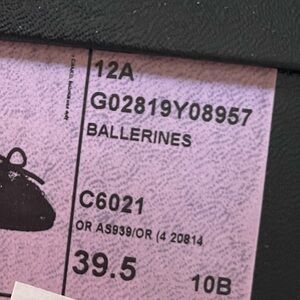 12A
G02819Y08957
BALLERINES
C6021
OR AS939/OR (4 20814
39.5 10B